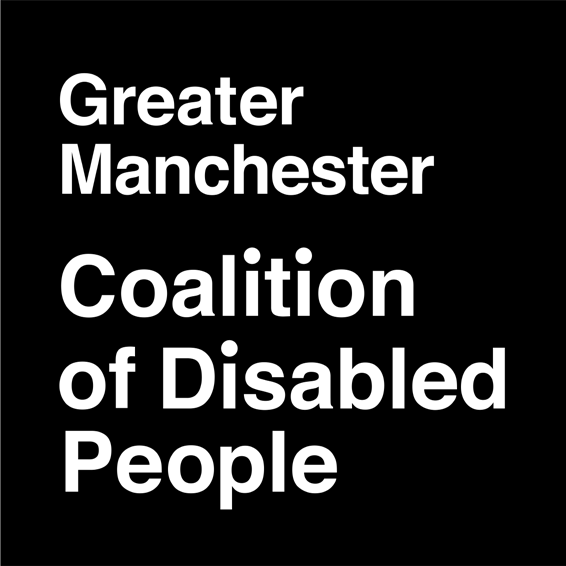 Greater
Manchester
Coalition
of Disabled
People